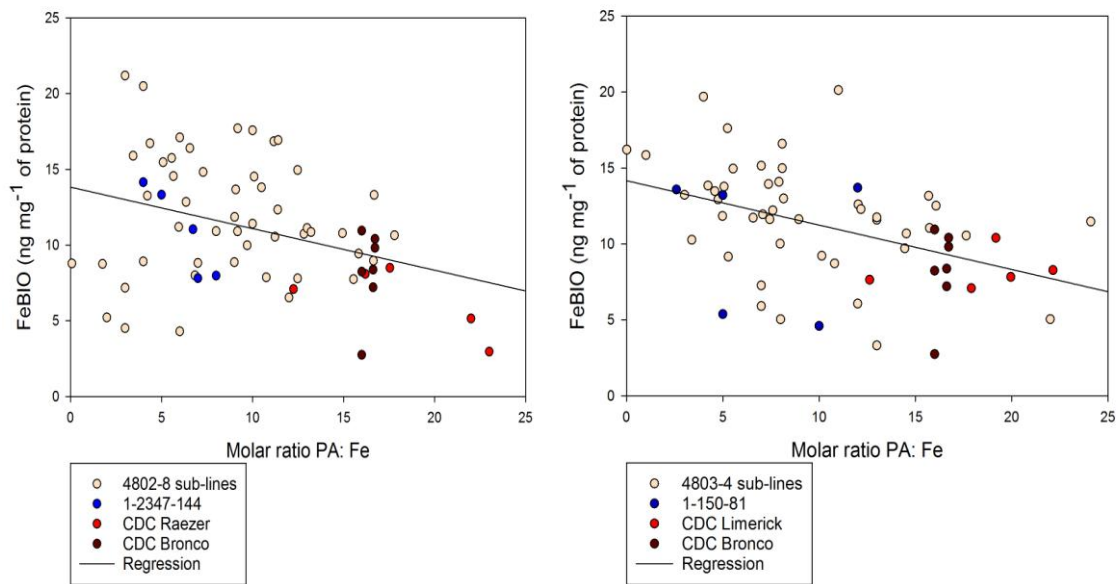 25
20
15
10
5
0
FeBIO (ng mg⁻¹ of protein)
0 5 10 15 20 25
Molar ratio PA: Fe
4802-8 sub-lines
1-2347-144
CDC Raezer
CDC Bronco
Regression
25
20
15
10
5
0
FeBIO (ng mg⁻¹ of protein)
0 5 10 15 20 25
Molar ratio PA: Fe
4803-4 sub-lines
1-150-81
CDC Limerick
CDC Bronco
Regression